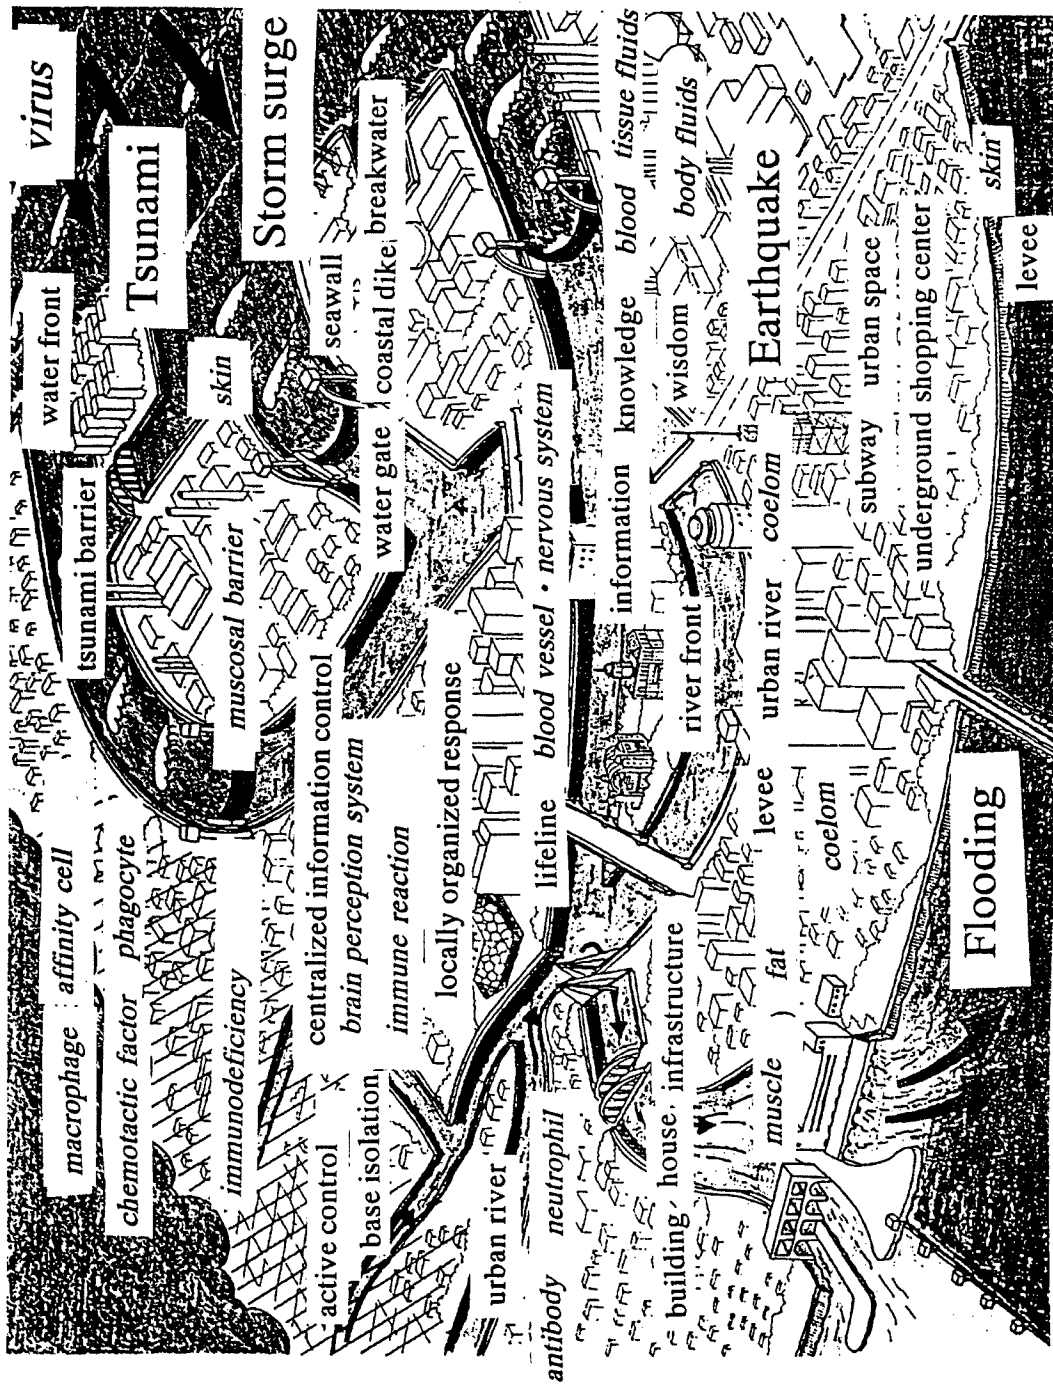 virus
water front
macrophage affinity cell
tsunami barrier
Tsunami
chemotactic factor phagocyte
skin
muscosal barrier
immunodeficiency
Storm surge
seawall
centralized information control
active control
brain perception system
water gate coastal dike breakwater
base isolation
immune reaction
locally organized response
urban river
lifeline blood vessel • nervous system
antibody neutrophil
information knowledge blood tissue fluids
building house infrastructure
river front
wisdom body fluids
Earthquake
muscle fat levee urban river coelom
coelom
subway urban space
underground shopping center
Flooding
skin
levee